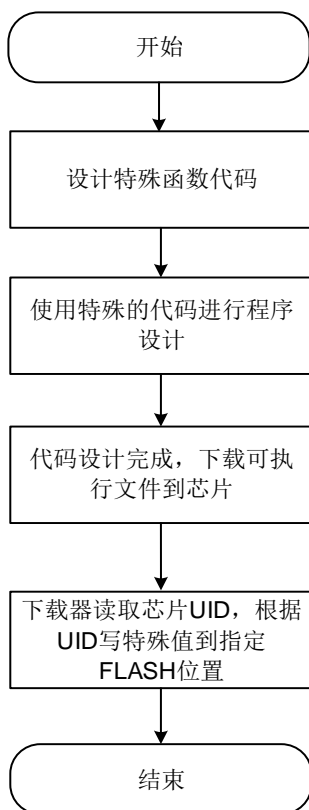 开始
设计特殊函数代码
使用特殊的代码进行程序
设计
代码设计完成，下载可执
行文件到芯片
下载器读取芯片UID，根据
UID写特殊值到指定
FLASH位置
结束